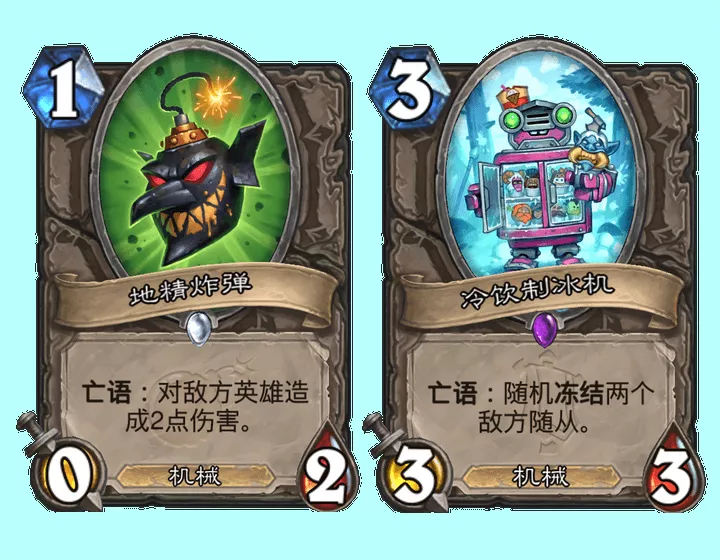 1
地精炸弹
亡语：对敌方英雄造
成2点伤害。
0
机械
2
3
冷饮制冰机
亡语：随机冻结两个
敌方随从。
3
机械
3